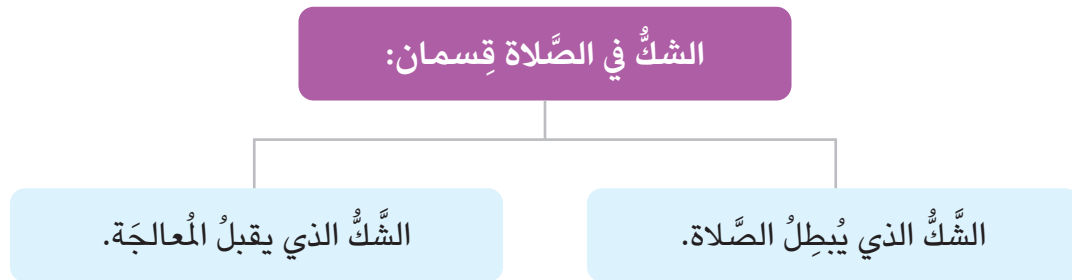 الشكُّ في الصَّلاة قِسمان:
الشَّكُّ الذي يُبطِلُ الصَّلاة.
الشَّكُّ الذي يقبلُ المُعالجَة.